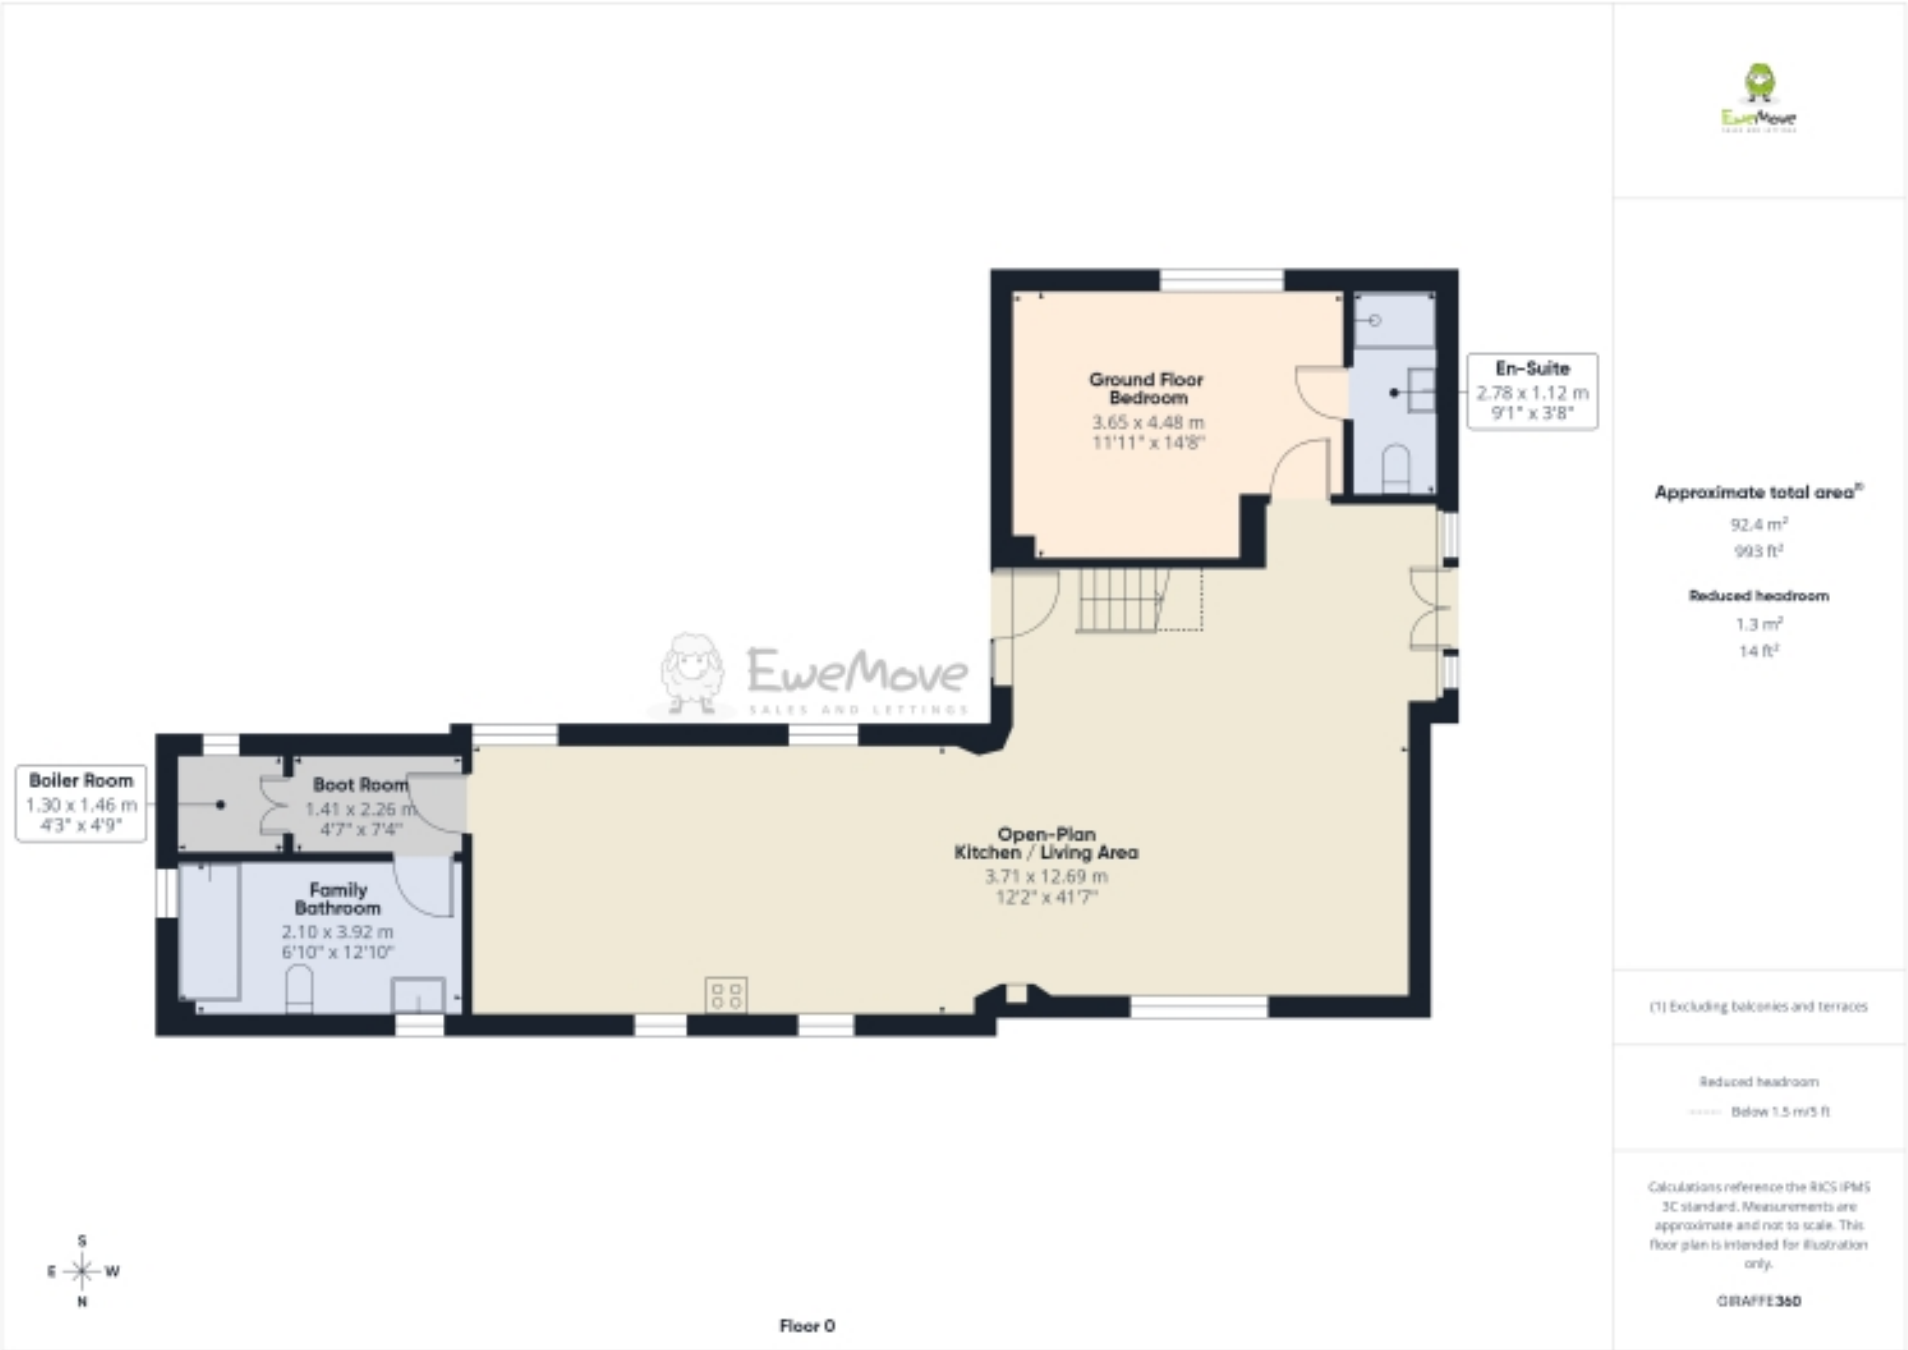 EweMove
SALES AND LETTINGS
Approximate total area⁽¹⁾
92.4 m²
993 ft²
Reduced headroom
1.3 m²
14 ft²
(1) Excluding balconies and terraces
Reduced headroom
Below 1.5 m/5 ft
Calculations reference the RICS IPMS
3C standard. Measurements are
approximate and not to scale. This
floor plan is intended for illustration
only.
GIRAFFE360
Ground Floor
Bedroom
3.65 x 4.48 m
11'11" x 14'8"
En-Suite
2.78 x 1.12 m
9'1" x 3'8"
EweMove
SALES AND LETTINGS
Boiler Room
1.30 x 1.46 m
4'3" x 4'9"
Boot Room
1.41 x 2.26 m
4'7" x 7'4"
Open-Plan
Kitchen / Living Area
3.71 x 12.69 m
12'2" x 41'7"
Family
Bathroom
2.10 x 3.92 m
6'10" x 12'10"
S
E W
N
Floor 0